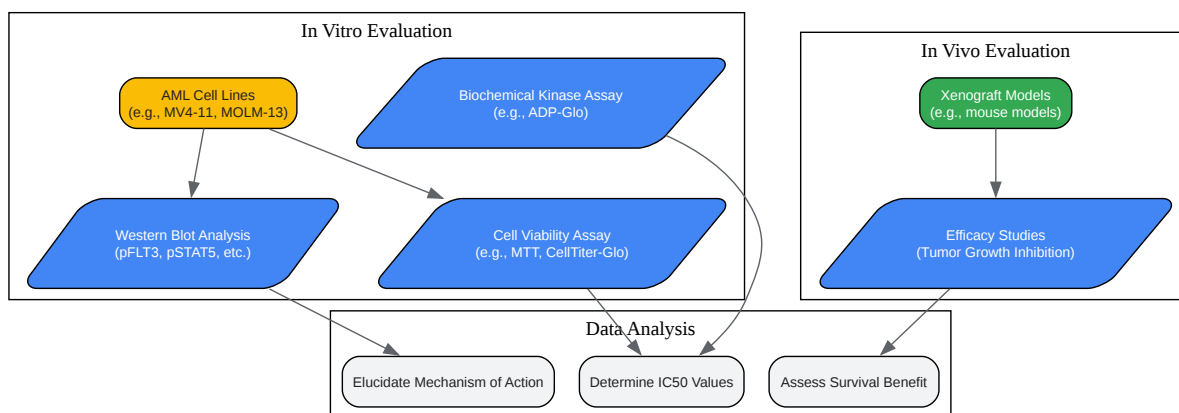 In Vitro Evaluation
AML Cell Lines
(e.g., MV4-11, MOLM-13)
Biochemical Kinase Assay
(e.g., ADP-Glo)
Western Blot Analysis
(pFLT3, pSTAT5, etc.)
Cell Viability Assay
(e.g., MTT, CellTiter-Glo)
In Vivo Evaluation
Xenograft Models
(e.g., mouse models)
Efficacy Studies
(Tumor Growth Inhibition)
Data Analysis
Elucidate Mechanism of Action
Determine IC50 Values
Assess Survival Benefit